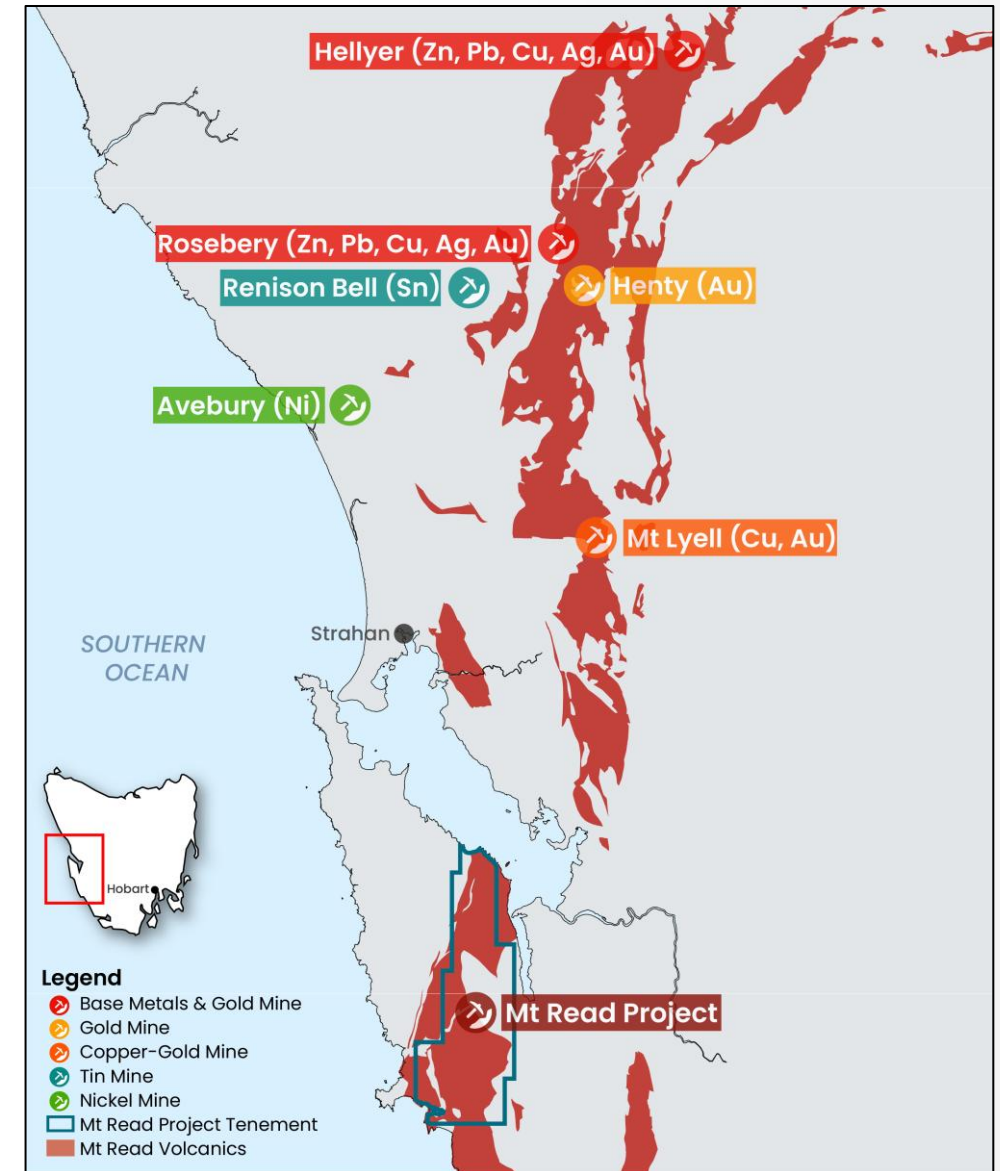 Hellyer (Zn, Pb, Cu, Ag, Au)
Rosebery (Zn, Pb, Cu, Ag, Au)
Renison Bell (Sn)
Henty (Au)
Avebury (Ni)
Mt Lyell (Cu, Au)
Strahan
SOUTHERN
OCEAN
Hobart
Mt Read Project
Legend
Base Metals & Gold Mine
Gold Mine
Copper-Gold Mine
Tin Mine
Nickel Mine
Mt Read Project Tenement
Mt Read Volcanics